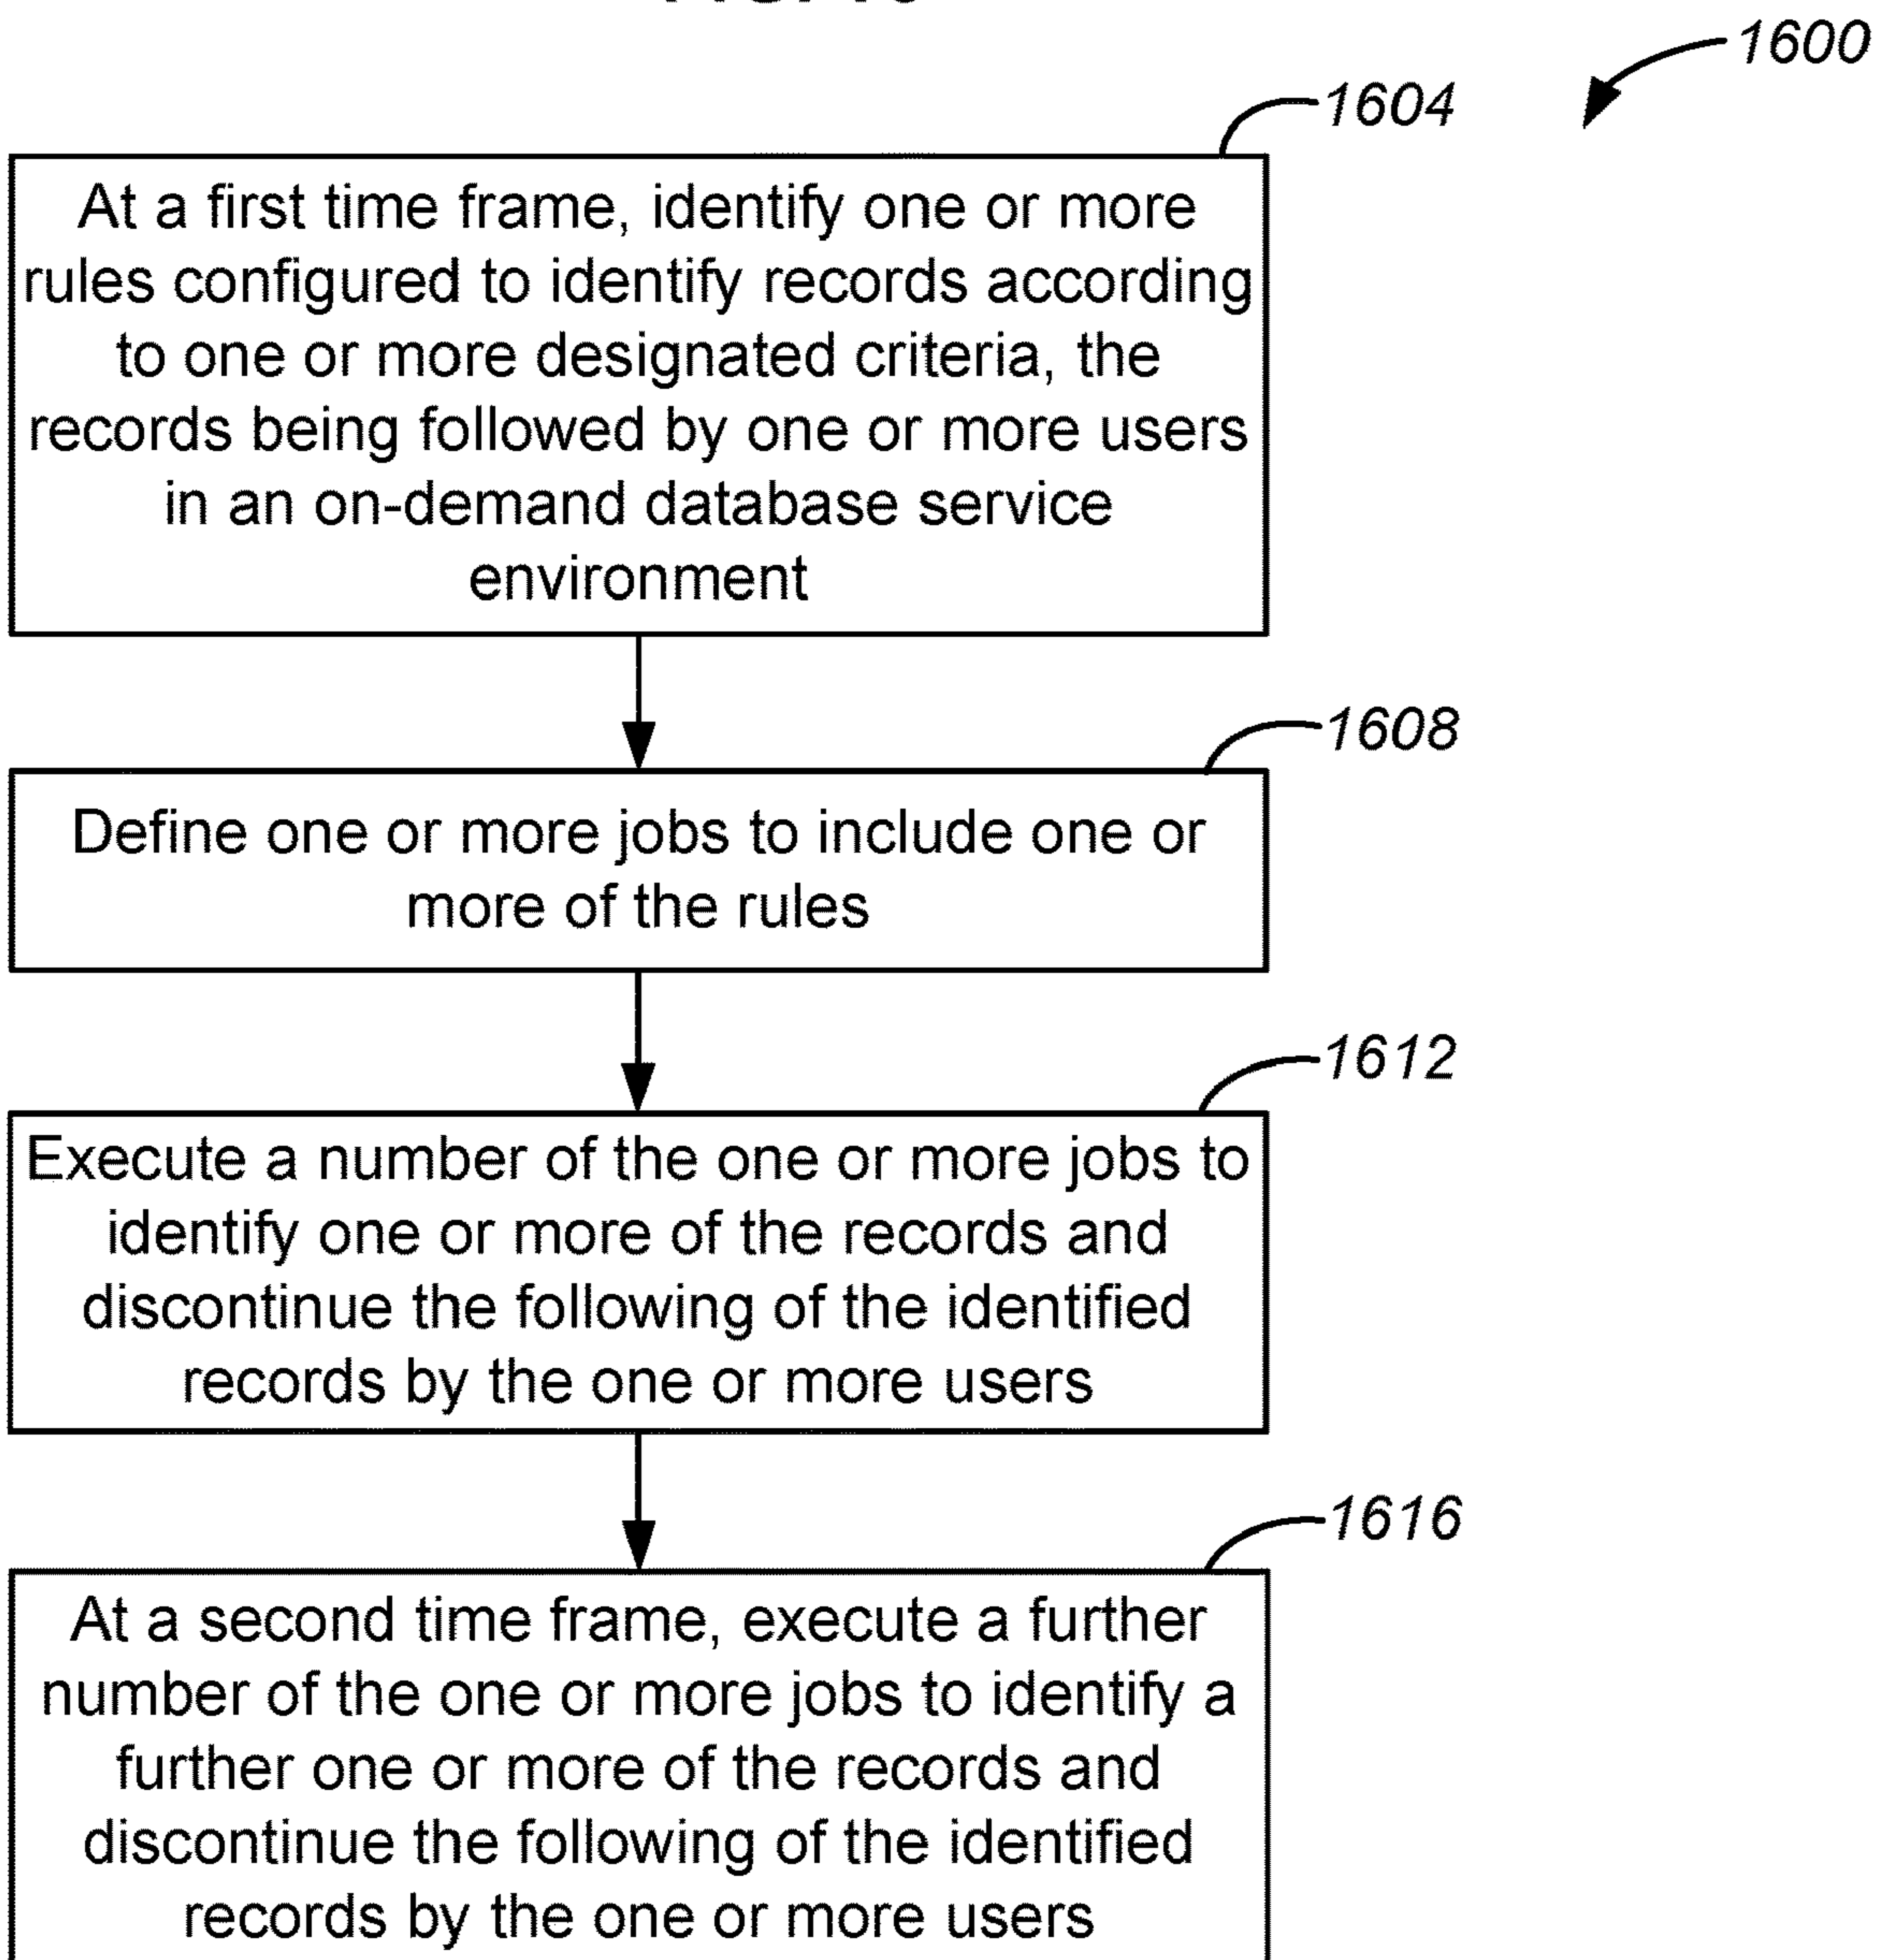 1600
1604
At a first time frame, identify one or more
rules configured to identify records according
to one or more designated criteria, the
records being followed by one or more users
in an on-demand database service
environment
1608
Define one or more jobs to include one or
more of the rules
1612
Execute a number of the one or more jobs to
identify one or more of the records and
discontinue the following of the identified
records by the one or more users
1616
At a second time frame, execute a further
number of the one or more jobs to identify a
further one or more of the records and
discontinue the following of the identified
records by the one or more users